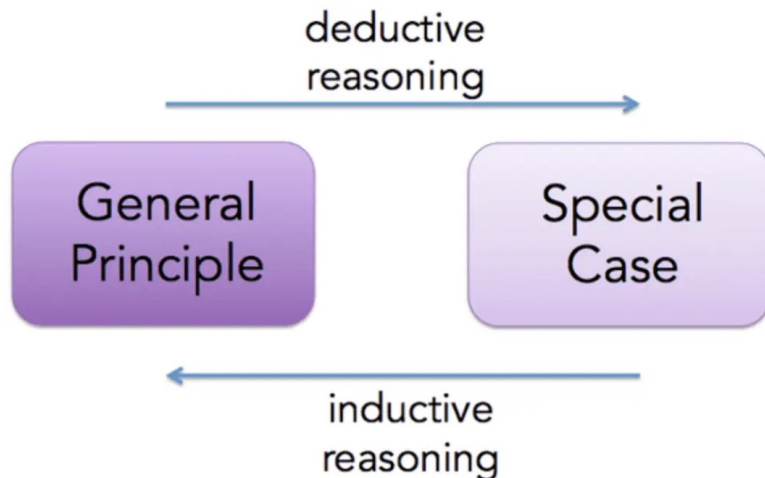 deductive
reasoning
General
Principle
Special
Case
inductive
reasoning